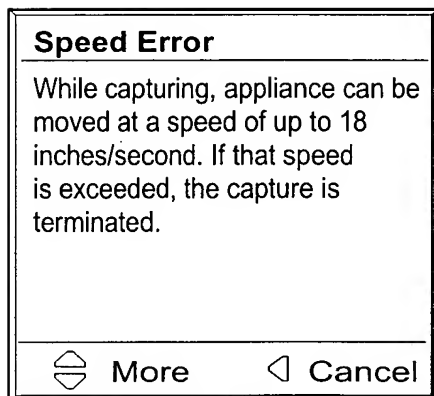 Speed Error
While capturing, appliance can be
moved at a speed of up to 18
inches/second. If that speed
is exceeded, the capture is
terminated.
More Cancel